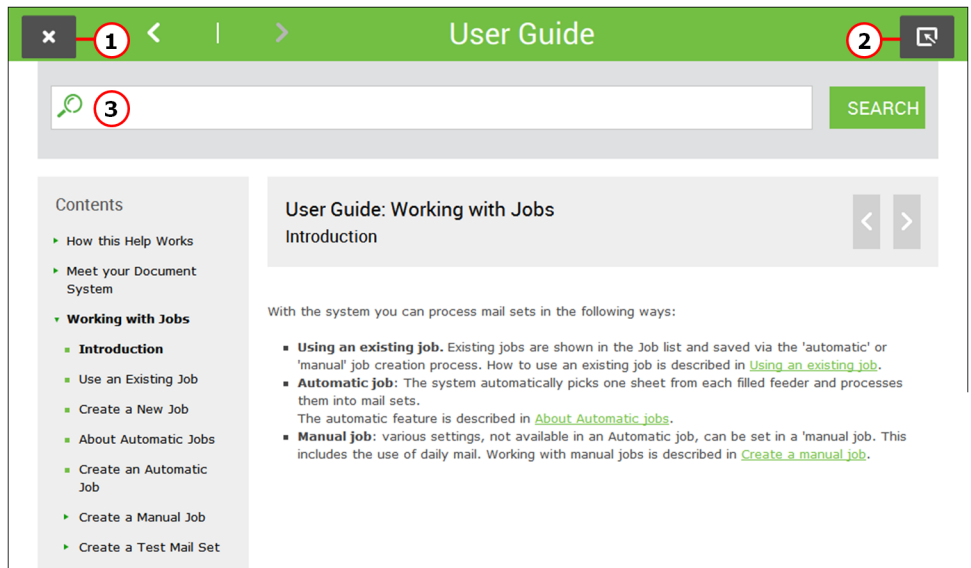 1
User Guide
2
3
SEARCH
Contents
How this Help Works
Meet your Document
System
Working with Jobs
Introduction
Use an Existing Job
Create a New Job
About Automatic Jobs
Create an Automatic
Job
Create a Manual Job
Create a Test Mail Set
User Guide: Working with Jobs
Introduction
With the system you can process mail sets in the following ways:
Using an existing job. Existing jobs are shown in the Job list and saved via the 'automatic' or
'manual' job creation process. How to use an existing job is described in Using an existing job.
Automatic job: The system automatically picks one sheet from each filled feeder and processes
them into mail sets.
The automatic feature is described in About Automatic jobs.
Manual job: various settings, not available in an Automatic job, can be set in a 'manual job. This
includes the use of daily mail. Working with manual jobs is described in Create a manual job.